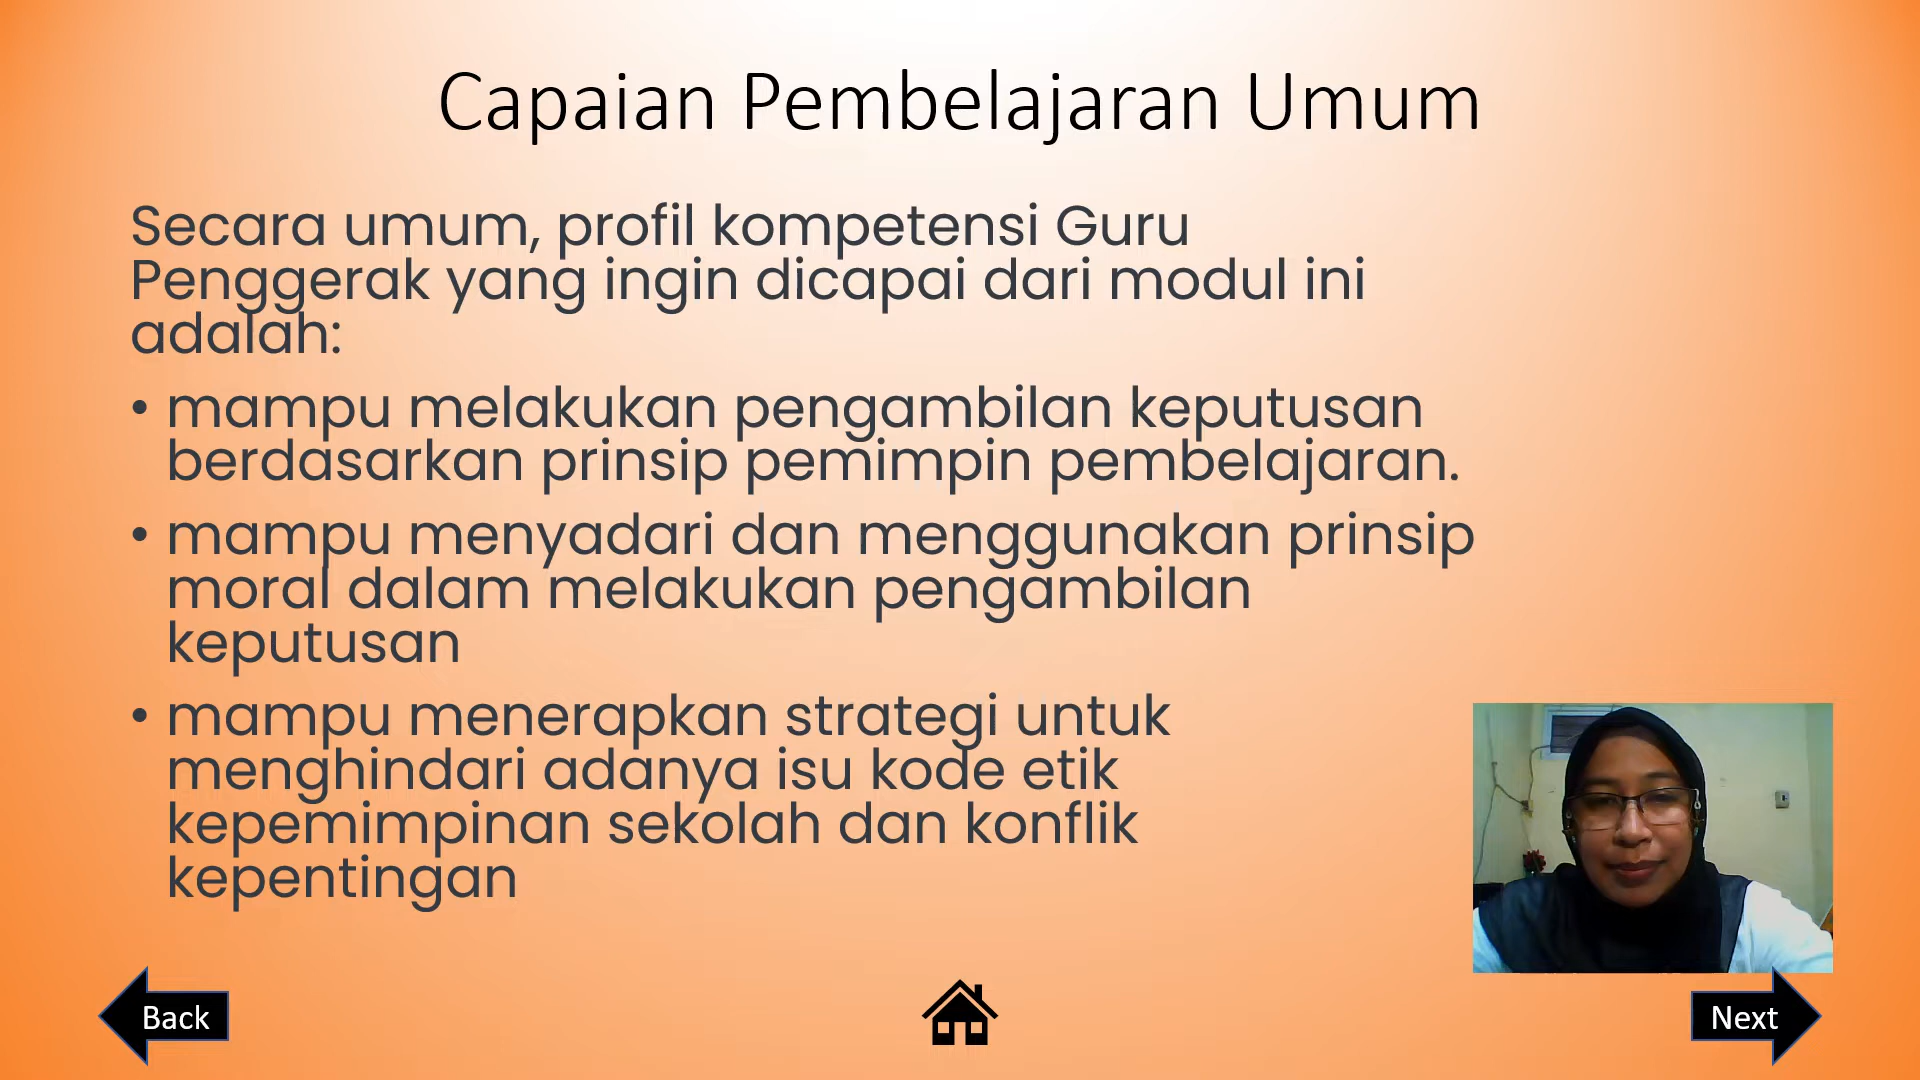 Capaian Pembelajaran Umum
Secara umum, profil kompetensi Guru
Penggerak yang ingin dicapai dari modul ini
adalah:
• mampu melakukan pengambilan keputusan
berdasarkan prinsip pemimpin pembelajaran.
• mampu menyadari dan menggunakan prinsip
moral dalam melakukan pengambilan
keputusan
• mampu menerapkan strategi untuk
menghindari adanya isu kode etik
kepemimpinan sekolah dan konflik
kepentingan
Back
Next